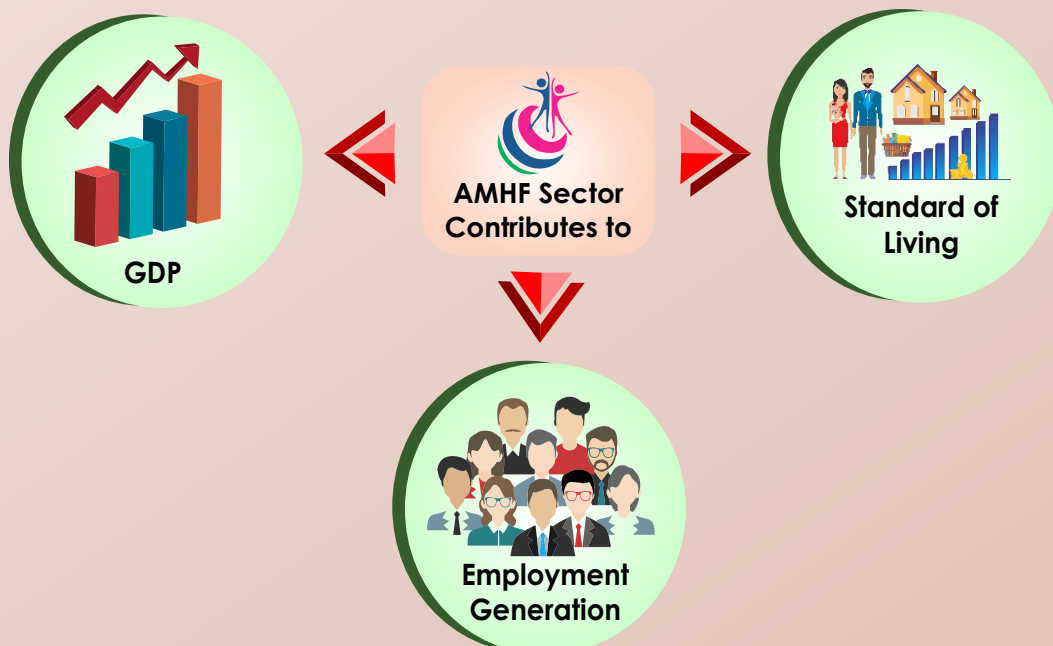 AMHF Sector
Contributes to
GDP
Standard of
Living
Employment
Generation